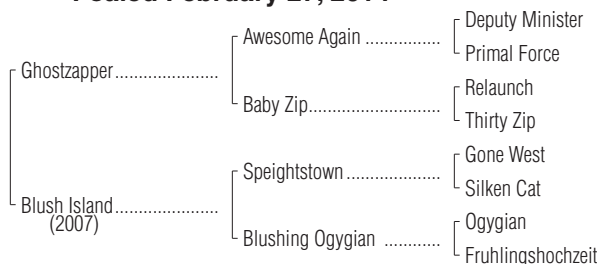 Foaled February 27, 2014
Deputy Minister
Awesome Again ..................
Primal Force
Ghostzapper.........................
Relaunch
Baby Zip................................
Thirty Zip
Gone West
Speightstown ......................
Silken Cat
Blush Island.........................
(2007)
Ogygian
Blushing Ogygian .............
Fruhlingshochzeit